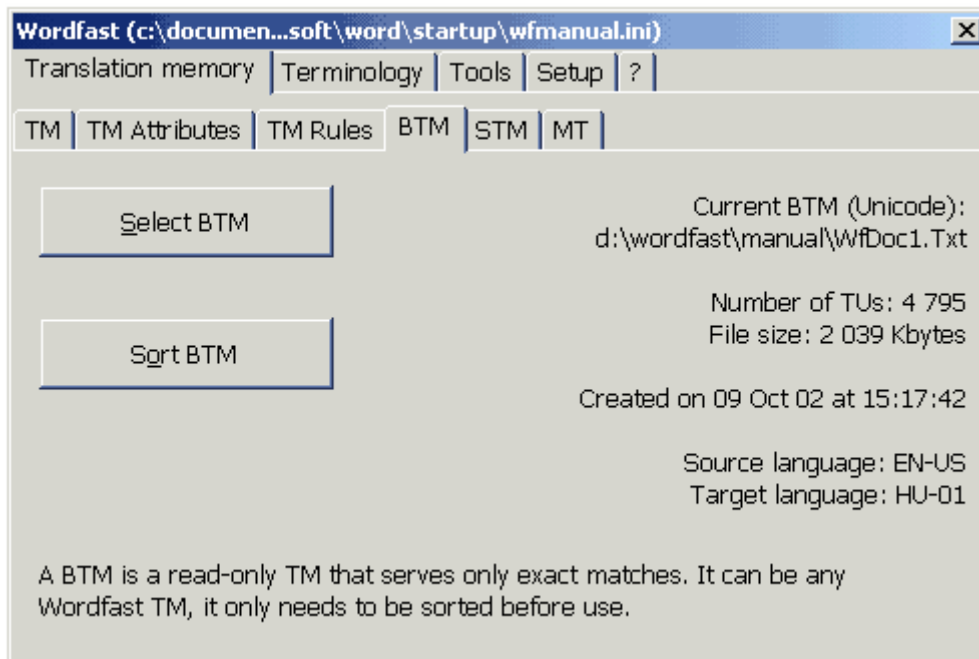 Wordfast (c:\documen...soft\word\startup\wfmanual.ini)
Translation memory Terminology Tools Setup ?
TM TM Attributes TM Rules BTM STM MT
Select BTM
Current BTM (Unicode):
d:\wordfast\manual\WfDoc1.Txt
Number of TUs: 4 795
File size: 2 039 Kbytes
Sort BTM
Created on 09 Oct 02 at 15:17:42
Source language: EN-US
Target language: HU-01
A BTM is a read-only TM that serves only exact matches. It can be any
Wordfast TM, it only needs to be sorted before use.